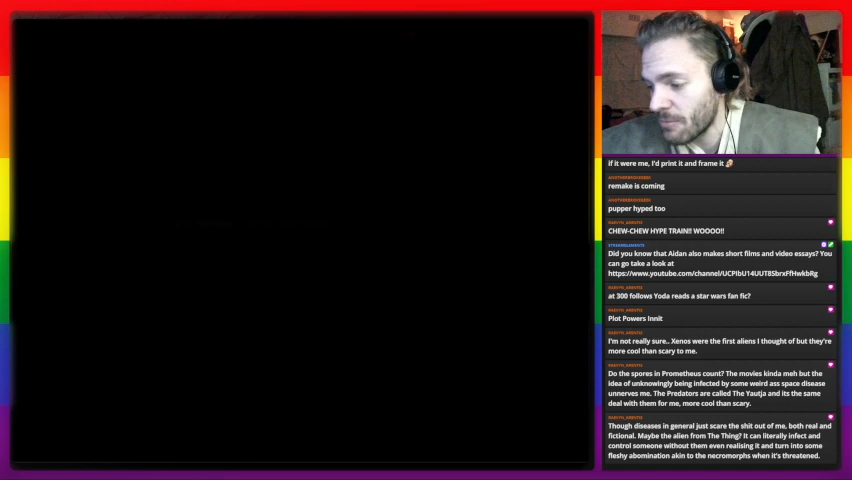 if it were me, I'd print it and frame it
ANOTHERBROKEGEEK
remake is coming
ANOTHERBROKEGEEK
pupper hyped too
CHEW-CHEW HYPE TRAIN!! WOOOO!!
STREAMELEMENTS
Did you know that Aidan also makes short films and video essays? You
can go take a look at
at 300 follows Yoda reads a star wars fan fic?
Plot Powers Innit
I'm not really sure.. Xenos were the first aliens I thought of but they're
more cool than scary to me.
Do the spores in Prometheus count? The movies kinda meh but the
idea of unknowingly being infected by some weird ass space disease
unnerves me. The Predators are called The Yautja and its the same
deal with them for me, more cool than scary.
Though diseases in general just scare the shit out of me, both real and
fictional. Maybe the alien from The Thing? It can literally infect and
control someone without them even realising it and turn into some
fleshy abomination akin to the necromorphs when it's threatened.